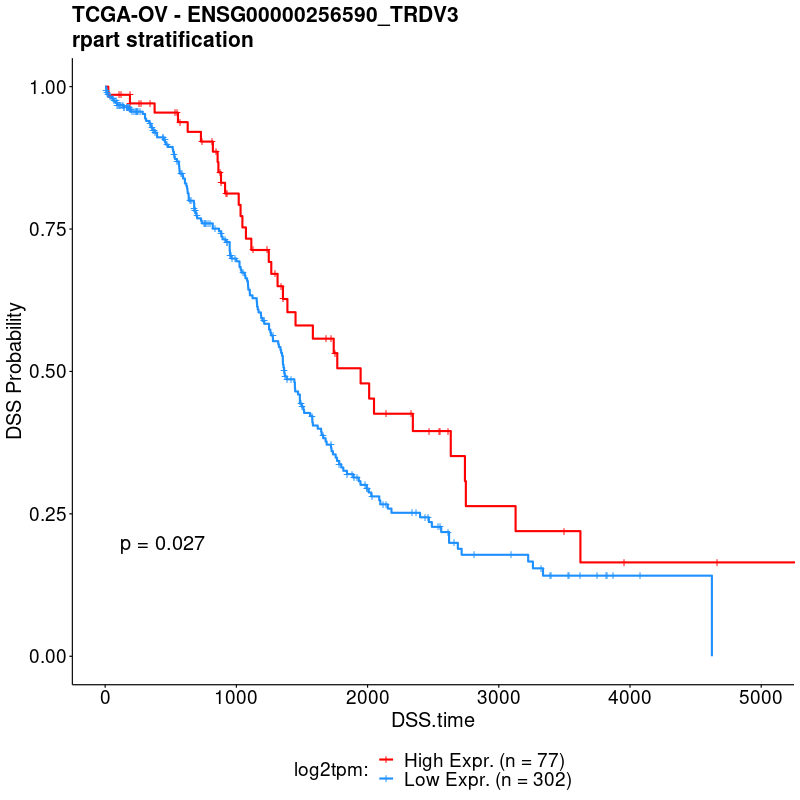 TCGA-OV - ENSG00000256590_TRDV3
rpart stratification
1.00
0.75
0.50
0.25
0.00
DSS Probability
p = 0.027
0 1000 2000 3000 4000 5000
DSS.time
log2tpm:
High Expr. (n = 77)
Low Expr. (n = 302)